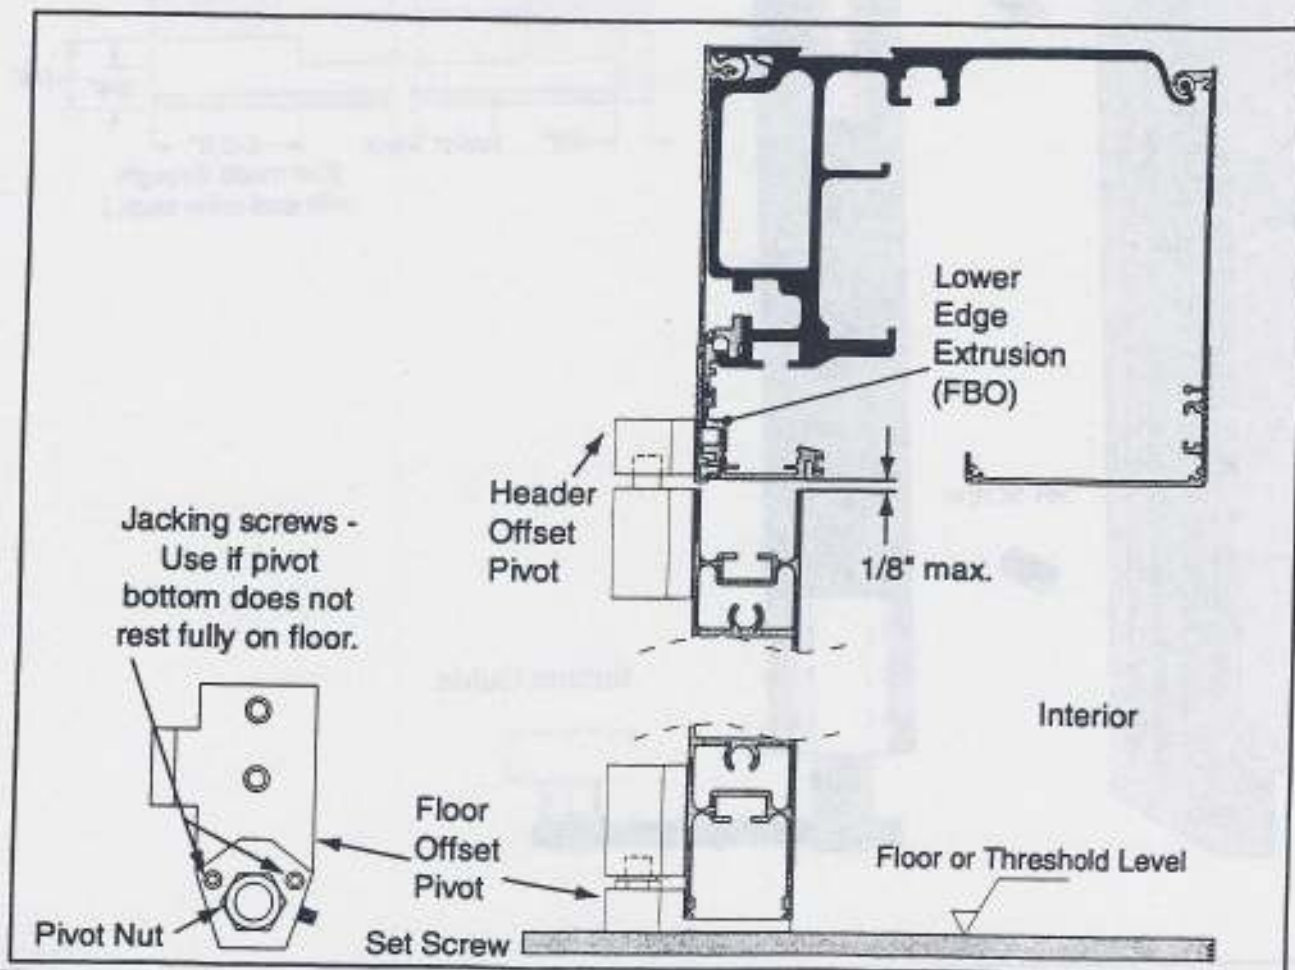 Lower
Edge
Extrusion
(FBO)
Header
Offset
Pivot
1/8" max.
Jacking screws -
Use if pivot
bottom does not
rest fully on floor.
Interior
Floor
Offset
Pivot
Floor or Threshold Level
Pivot Nut
Set Screw